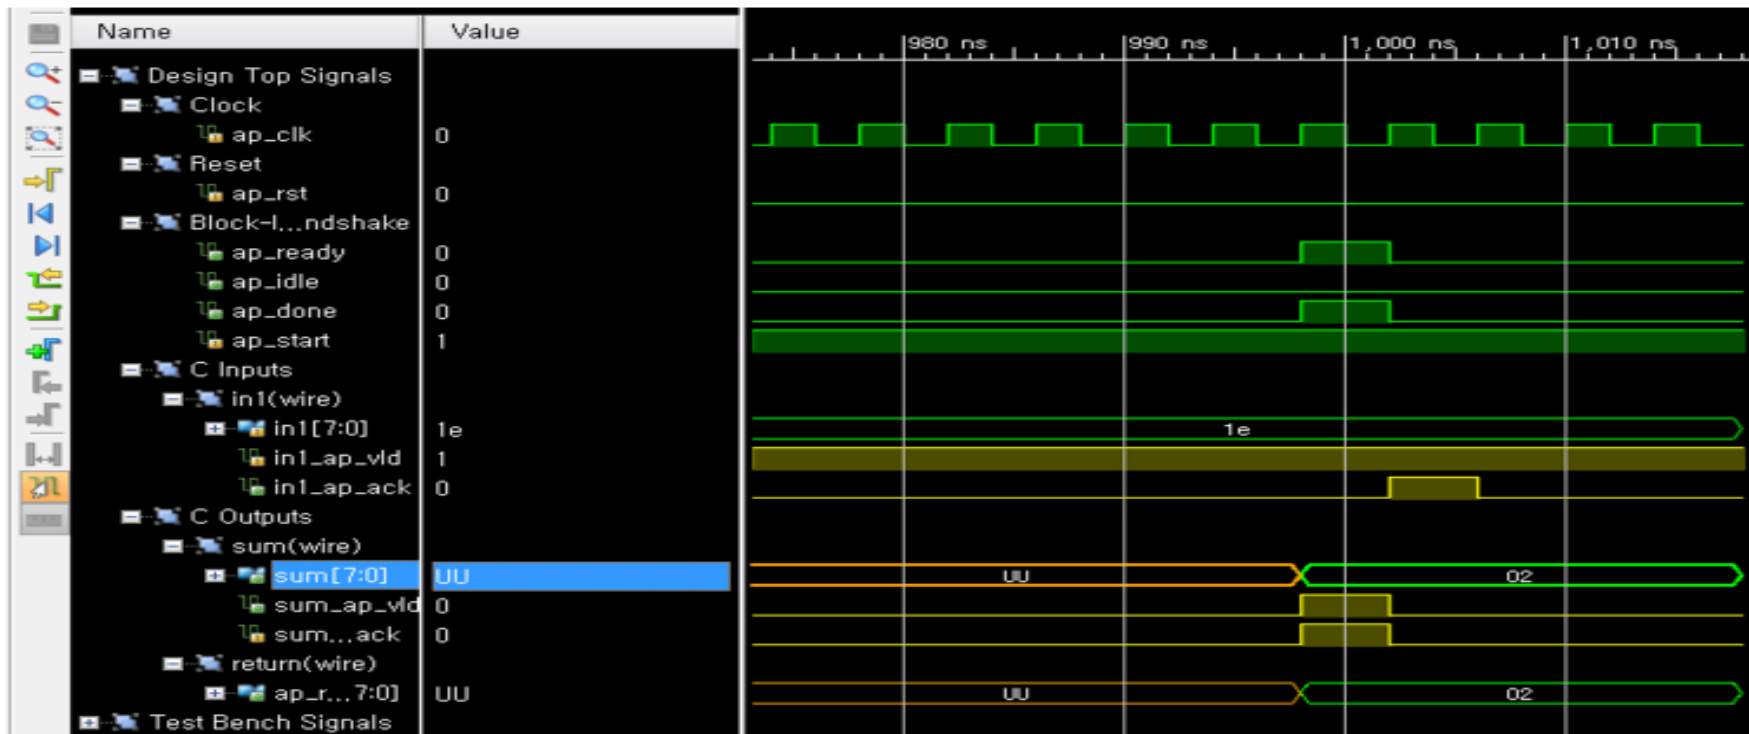 Name Value
980 ns 990 ns 1,000 ns 1,010 ns
Design Top Signals
Clock
ap_clk 0
Reset
ap_rst 0
Block-l...ndshake
ap_ready 0
ap_idle 0
ap_done 0
ap_start 1
C Inputs
in1(wire)
in1[7:0] 1e 1e
in1_ap_vld 1
in1_ap_ack 0
C Outputs
sum(wire)
sum[7:0] UU UU 02
sum_ap_vld 0
sum...ack 0
return(wire)
ap_r...7:0] UU UU 02
Test Bench Signals